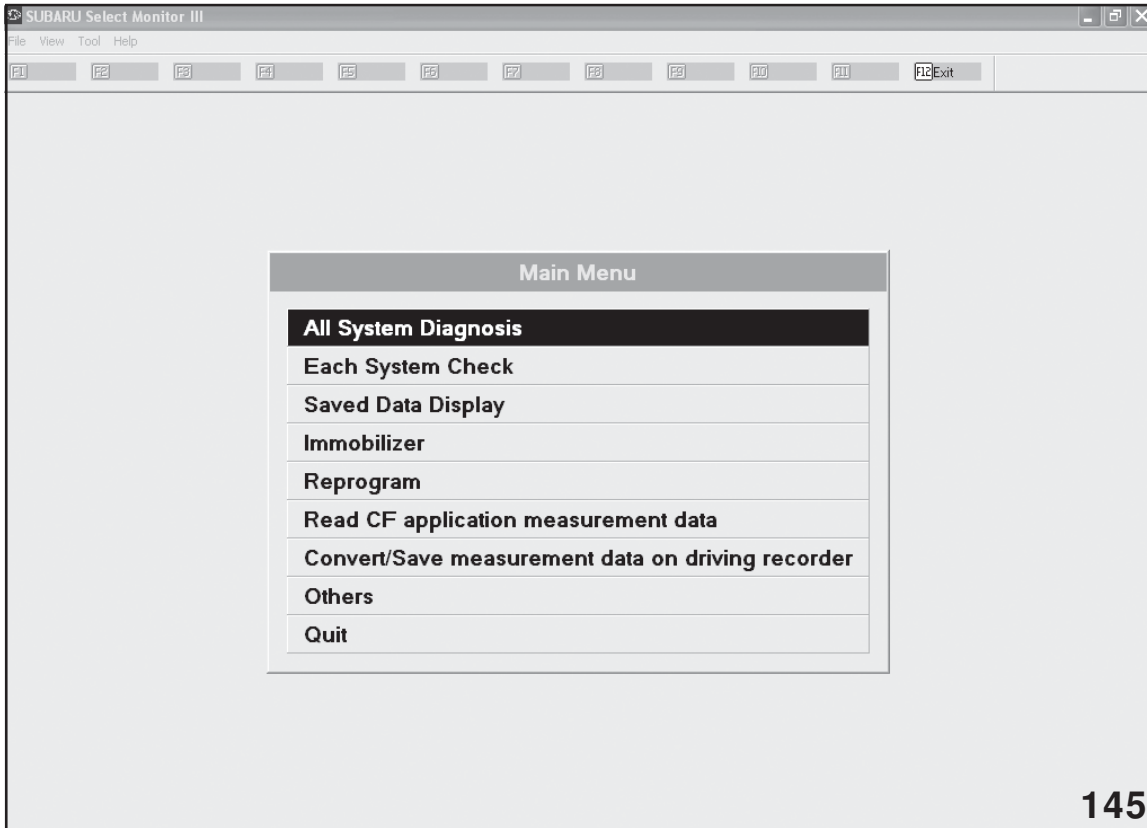 SUBARU Select Monitor III
File View Tool Help
F1 F2 F3 F4 F5 F6 F7 F8 F9 F10 F11 F12 Exit
Main Menu
All System Diagnosis
Each System Check
Saved Data Display
Immobilizer
Reprogram
Read CF application measurement data
Convert/Save measurement data on driving recorder
Others
Quit
145